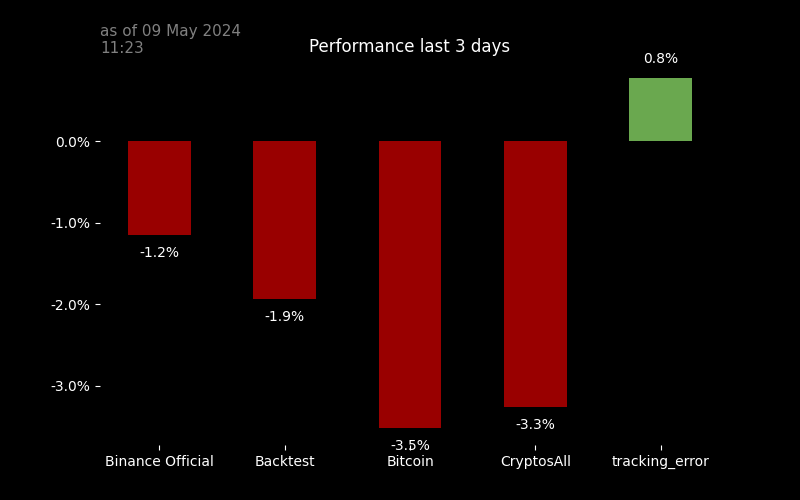 as of 09 May 2024
11:23
Performance last 3 days
0.8%
0.0%
-1.0%
-1.2%
-2.0%
-1.9%
-3.0%
-3.3%
-3.5%
Binance Official
Backtest
Bitcoin
CryptosAll
tracking_error